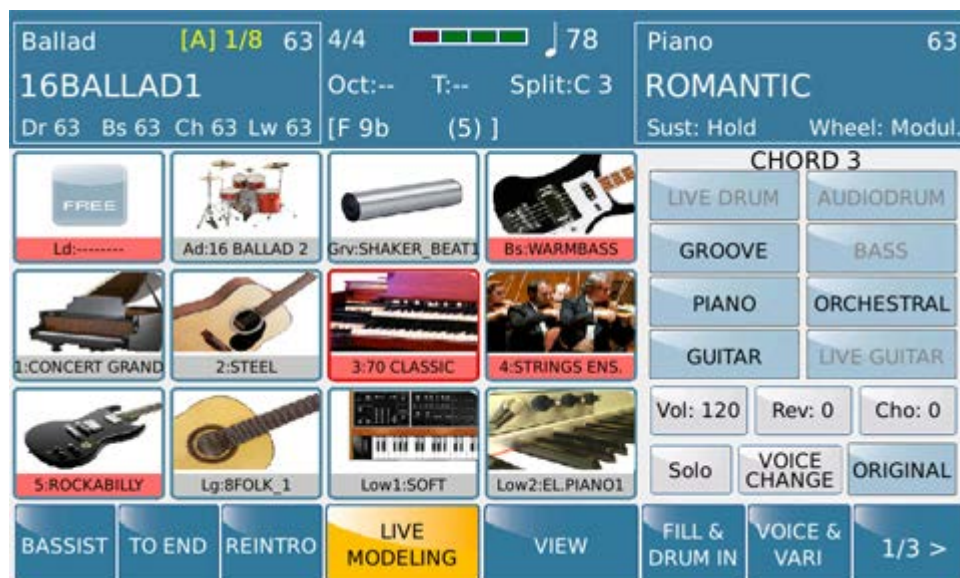 Ballad [A] 1/8 63
16BALLAD1
Dr 63 Bs 63 Ch 63 Lw 63
4/4 78
Oct:-- T:-- Split:C 3
[F 9b (5) ]
Piano 63
ROMANTIC
Sust: Hold Wheel: Modul.
FREE
Ld:--------
Ad:16 BALLAD 2
Grv:SHAKER_BEAT1
Bs:WARMBASS
1:CONCERT GRAND
2:STEEL
3:70 CLASSIC
4:STRINGS ENS.
5:ROCKABILLY
Lg:8FOLK_1
Low1:SOFT
Low2:EL.PIANO1
CHORD 3
LIVE DRUM AUDIODRUM
GROOVE BASS
PIANO ORCHESTRAL
GUITAR LIVE GUITAR
Vol: 120 Rev: 0 Cho: 0
Solo
VOICE
CHANGE
ORIGINAL
BASSIST
TO END
REINTRO
LIVE
MODELING
VIEW
FILL &
DRUM IN
VOICE &
VARI
1/3 >